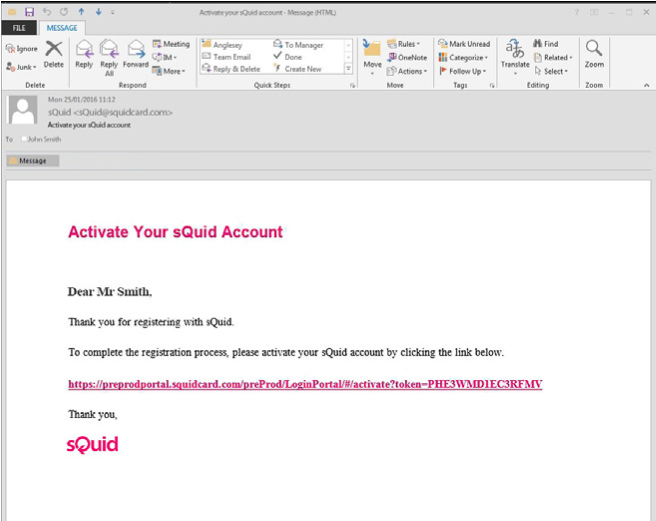 Activate your sQuid account - Message (HTML)
FILE MESSAGE
Ignore
Junk
Delete
Reply
Reply All
Forward
Meeting
IM
More
Anglesey
Team Email
Reply & Delete
To Manager
Done
Create New
Move
Rules
OneNote
Actions
Mark Unread
Categorize
Follow Up
Translate
Find
Related
Select
Zoom
Delete Respond Quick Steps Move Tags Editing Zoom
Mon 25/01/2016 11:12
sQuid <sQuid@squidcard.com>
Activate your sQuid account
To John Smith
Message
Activate Your sQuid Account
Dear Mr Smith,
Thank you for registering with sQuid.
To complete the registration process, please activate your sQuid account by clicking the link below.
https://preprodportal.squidcard.com/preProd/LoginPortal/#/activate?token=PHE3WMD1EC3RFMV
Thank you,
sQuid